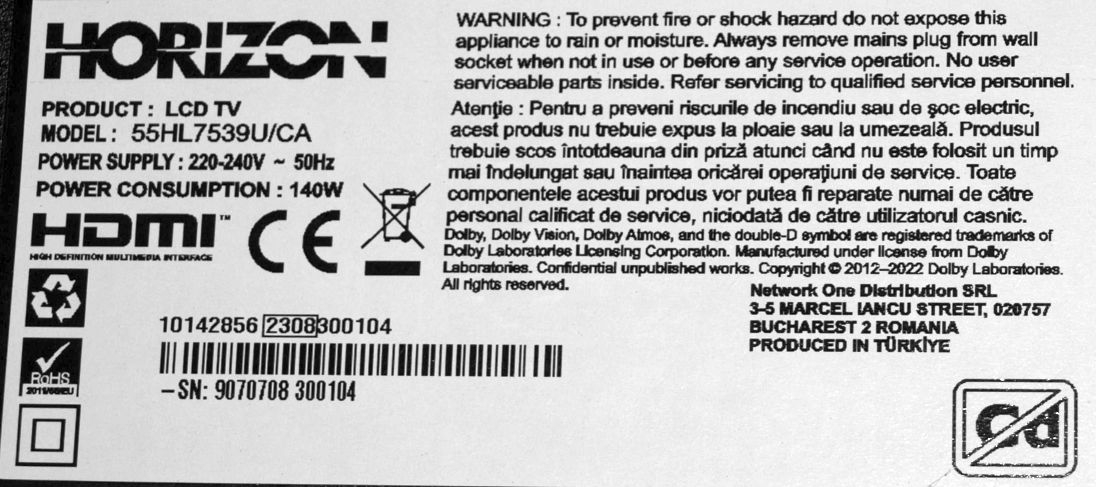 HORIZON
PRODUCT : LCD TV
MODEL : 55HL7539U/CA
POWER SUPPLY : 220-240V ~ 50Hz
POWER CONSUMPTION : 140W
HDMI™
HIGH DEFINITION MULTIMEDIA INTERFACE
CE
RoHS
2011/65/EU
10142856 2308 300104
–SN: 9070708 300104
WARNING : To prevent fire or shock hazard do not expose this
appliance to rain or moisture. Always remove mains plug from wall
socket when not in use or before any service operation. No user
serviceable parts inside. Refer servicing to qualified service personnel.
Atenţie : Pentru a preveni riscurile de incendiu sau de şoc electric,
acest produs nu trebuie expus la ploaie sau la umezeală. Produsul
trebuie scos întotdeauna din priză atunci când nu este folosit un timp
mai îndelungat sau înaintea oricărei operaţiuni de service. Toate
componentele acestui produs vor putea fi reparate numai de către
personal calificat de service, niciodată de către utilizatorul casnic.
Dolby, Dolby Vision, Dolby Atmos, and the double-D symbol are registered trademarks of
Dolby Laboratories Licensing Corporation. Manufactured under license from Dolby
Laboratories. Confidential unpublished works. Copyright © 2012–2022 Dolby Laboratories.
All rights reserved.
Network One Distribution SRL
3-5 MARCEL IANCU STREET, 020757
BUCHAREST 2 ROMANIA
PRODUCED IN TÜRKİYE
Cd